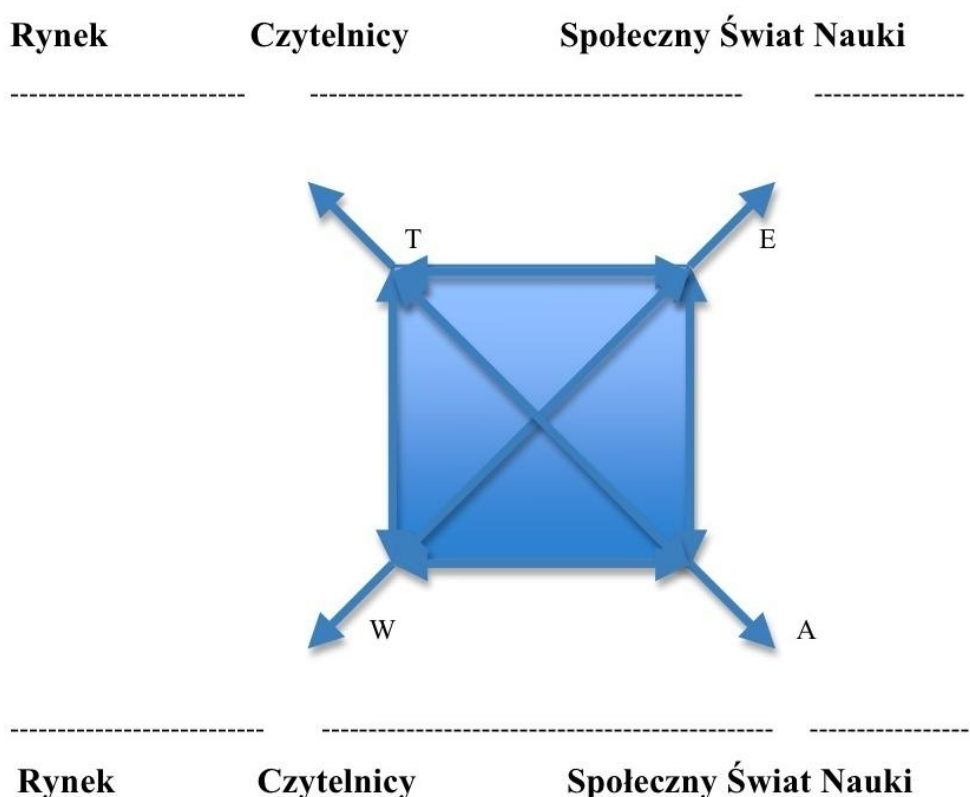 Rynek Czytelnicy Społeczny Świat Nauki
------------------------- --------------------------------------------- ----------------
T E
W A
--------------------------- ----------------------------------------------- -----------------
Rynek Czytelnicy Społeczny Świat Nauki